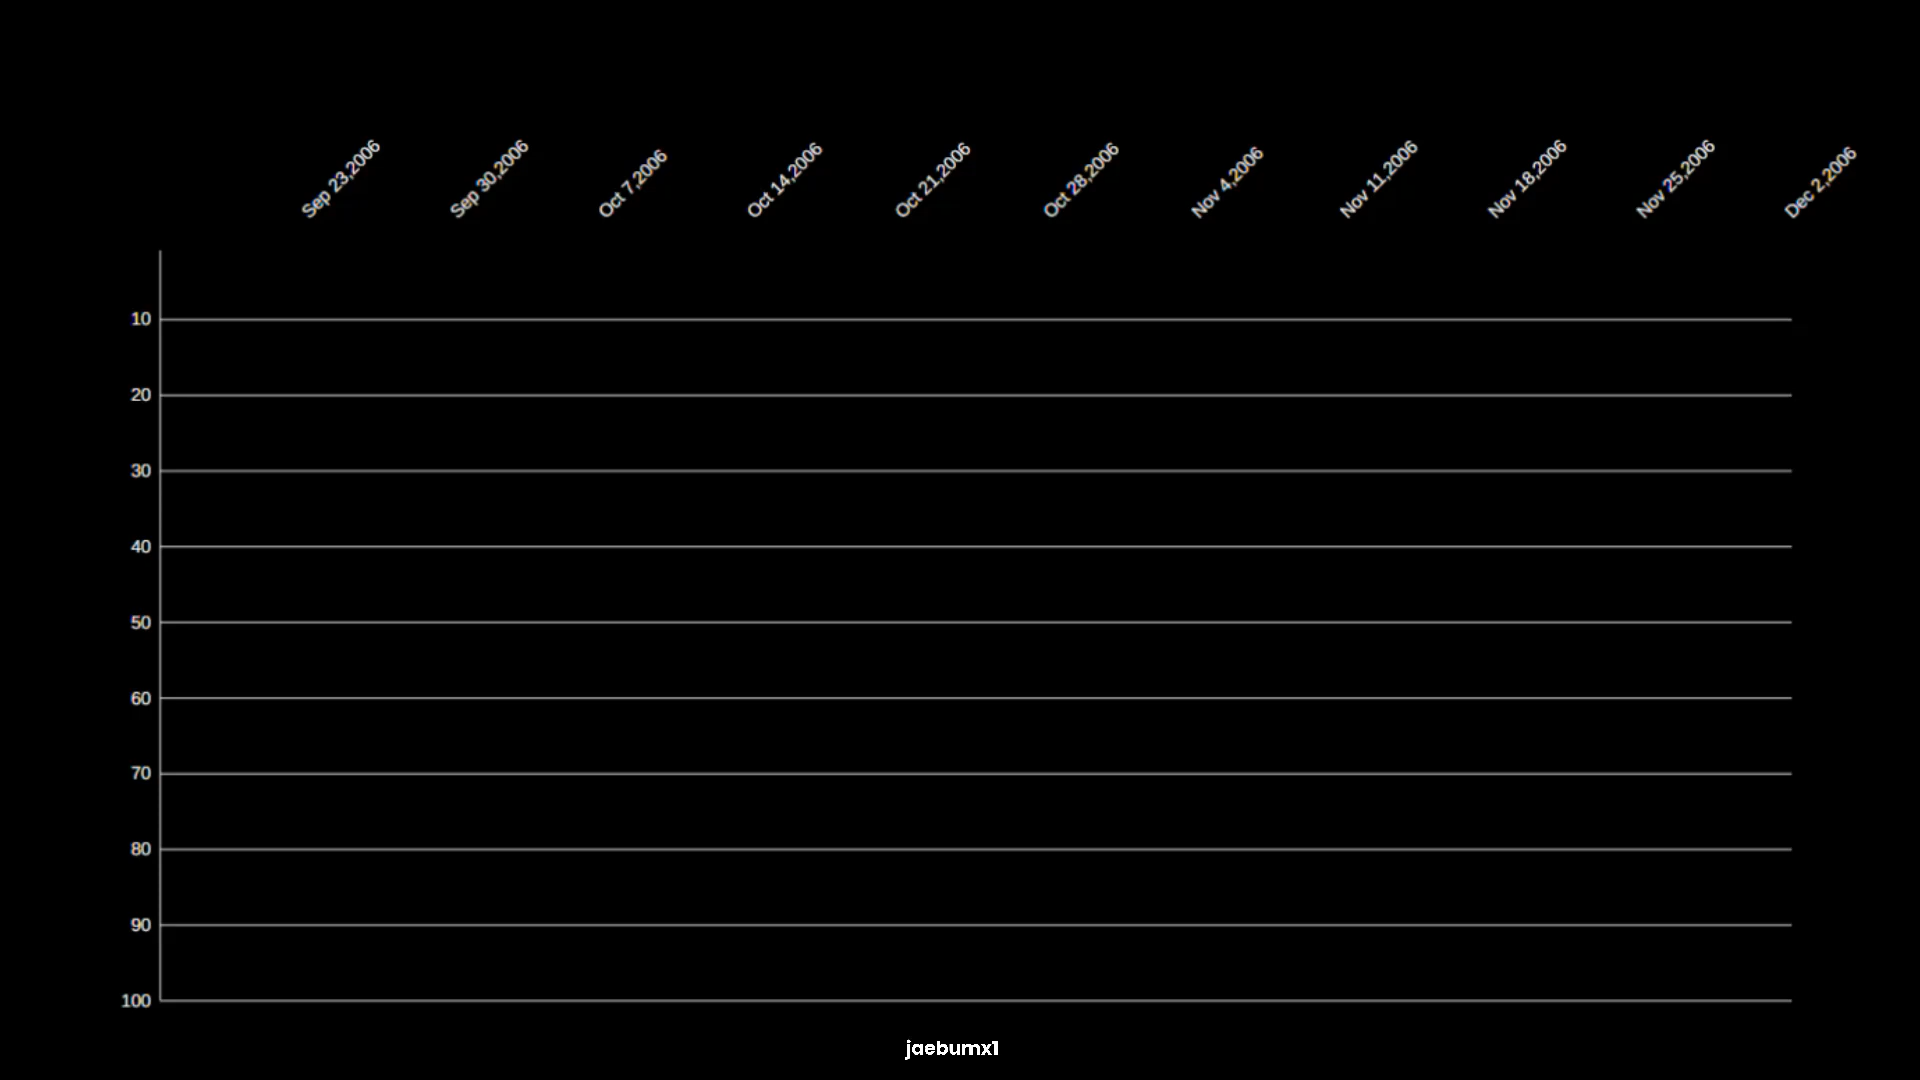 Sep 23,2006
Sep 30,2006
Oct 7,2006
Oct 14,2006
Oct 21,2006
Oct 28,2006
Nov 4,2006
Nov 11,2006
Nov 18,2006
Nov 25,2006
Dec 2,2006
10
20
30
40
50
60
70
80
90
100
jaebumx1